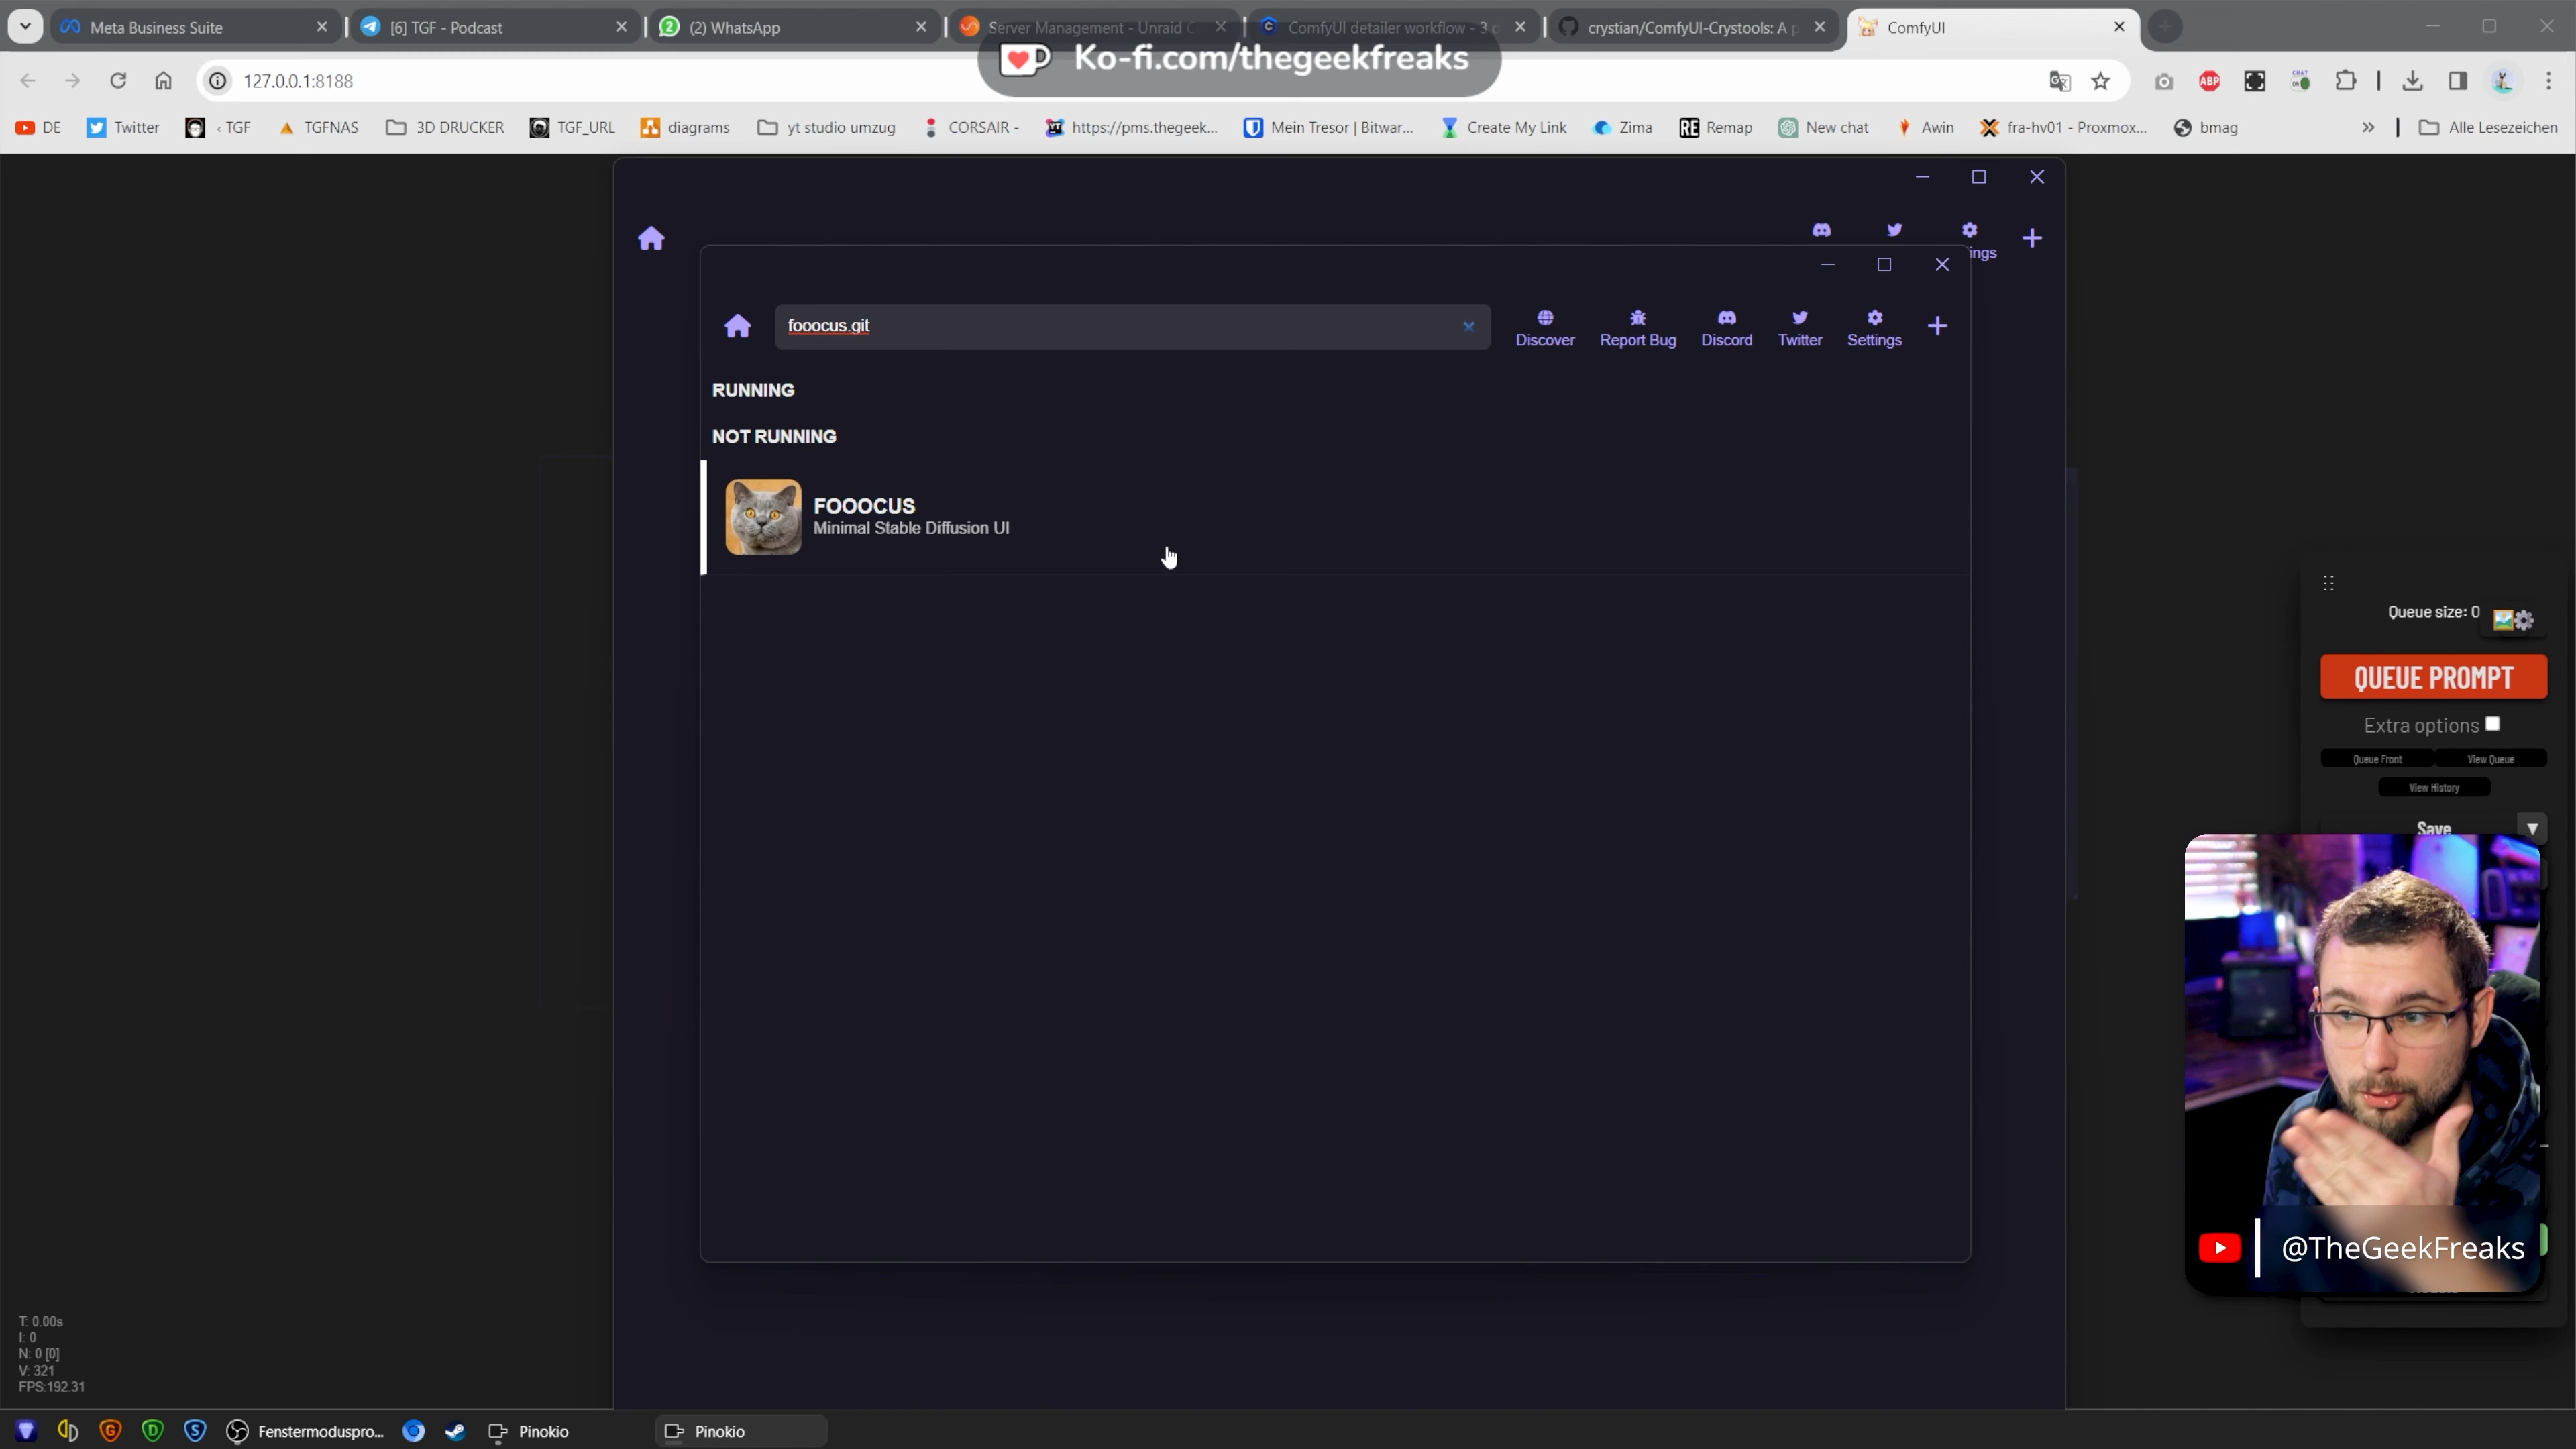 Meta Business Suite
[6] TGF - Podcast
(2) WhatsApp
Server Management - Unraid C
ComfyUI detailer workflow - 3 c
crystian/ComfyUI-Crystools: A p
ComfyUI
Ko-fi.com/thegeekfreaks
127.0.0.1:8188
ABP
DE
Twitter
‹ TGF
TGFNAS
3D DRUCKER
TGF_URL
diagrams
yt studio umzug
CORSAIR -
https://pms.thegeek...
Mein Tresor | Bitwar...
Create My Link
Zima
RE
Remap
New chat
Awin
fra-hv01 - Proxmox...
bmag
Alle Lesezeichen
ings
fooocus.git
Discover
Report Bug
Discord
Twitter
Settings
RUNNING
NOT RUNNING
FOOOCUS
Minimal Stable Diffusion UI
Queue size: 0
QUEUE PROMPT
Extra options
Queue Front
View Queue
View History
Save
@TheGeekFreaks
T: 0.00s
I: 0
N: 0 [0]
V: 321
FPS:192.31
Fenstermoduspro...
Pinokio
Pinokio